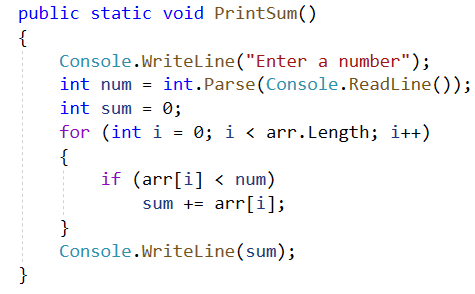 public static void PrintSum()
{
    Console.WriteLine("Enter a number");
    int num = int.Parse(Console.ReadLine());
    int sum = 0;
    for (int i = 0; i < arr.Length; i++)
    {
        if (arr[i] < num)
            sum += arr[i];
    }
    Console.WriteLine(sum);
}